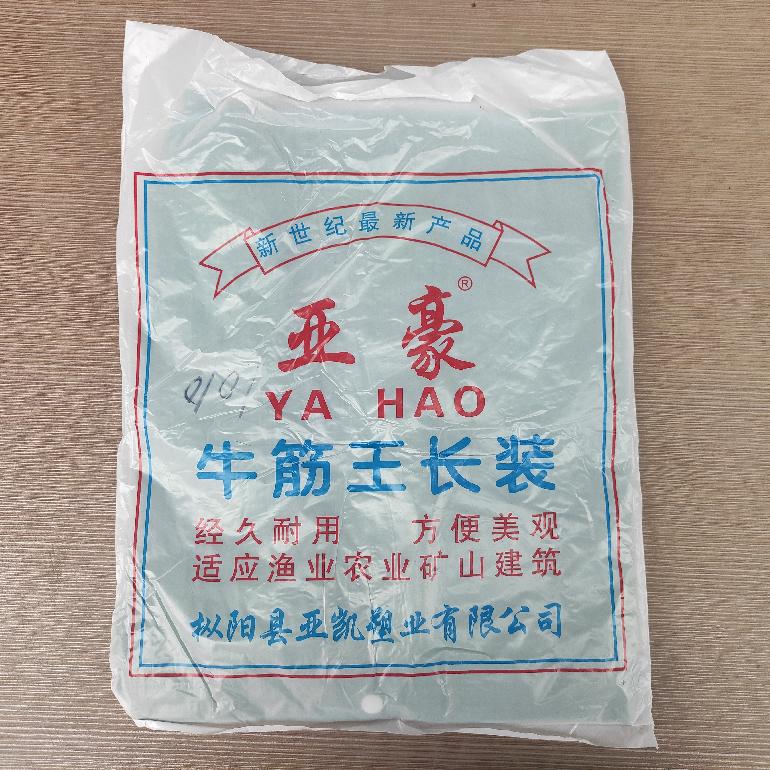 新世纪最新产品
亚豪®
YA HAO
牛筋王长装
经久耐用 方便美观
适应渔业农业矿山建筑
枞阳县亚凯塑业有限公司